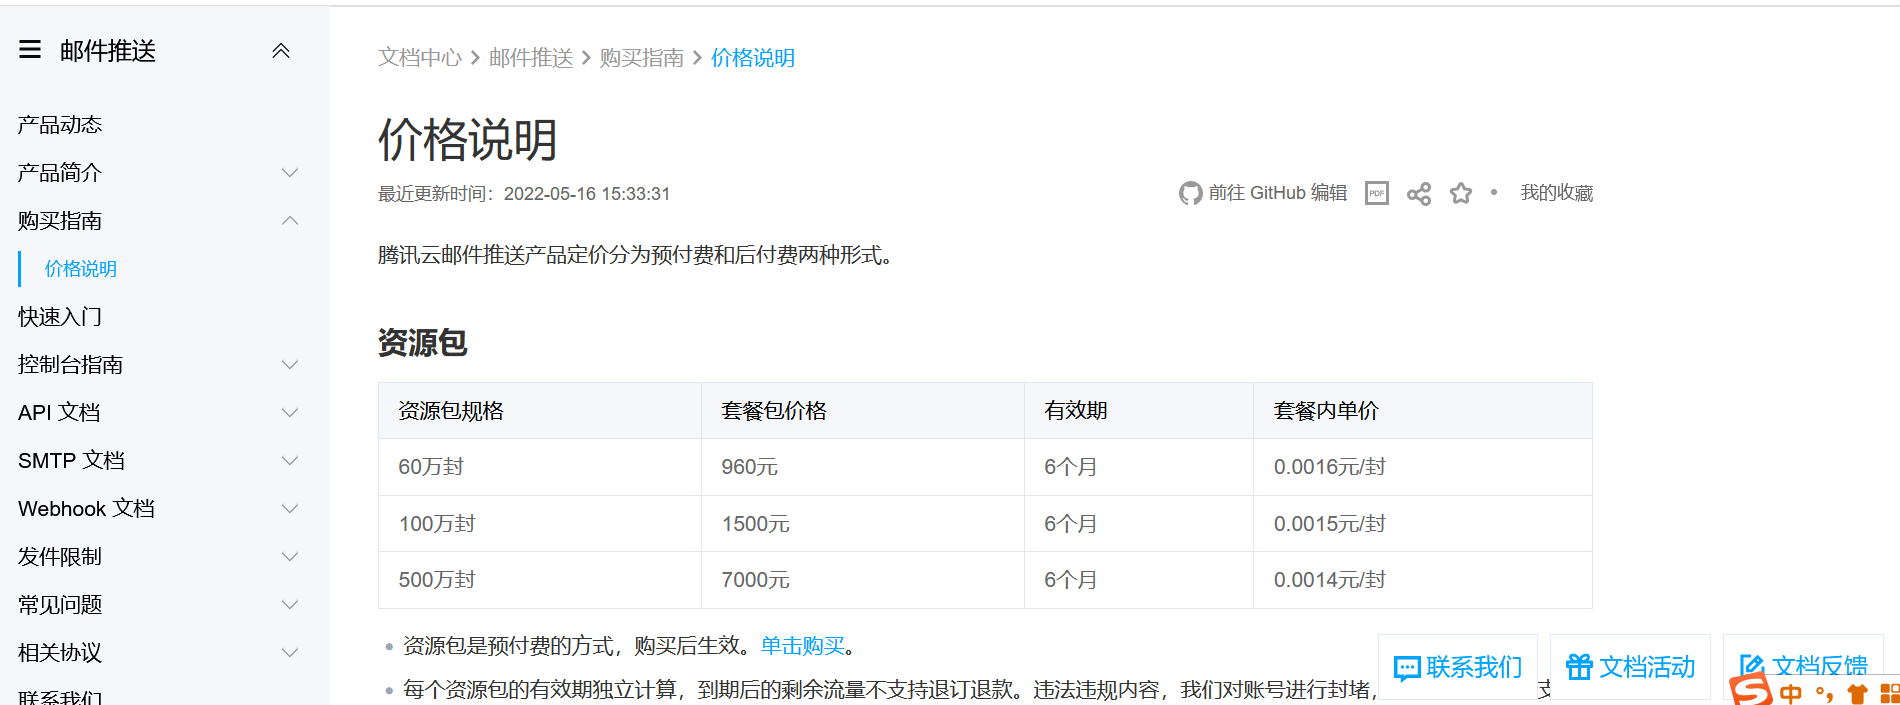 邮件推送
产品动态
产品简介
购买指南
价格说明
快速入门
控制台指南
API 文档
SMTP 文档
Webhook 文档
发件限制
常见问题
相关协议
联系我们
文档中心 > 邮件推送 > 购买指南 > 价格说明
价格说明
最近更新时间：2022-05-16 15:33:31
前往 GitHub 编辑 PDF • 我的收藏
腾讯云邮件推送产品定价分为预付费和后付费两种形式。
资源包
资源包规格 套餐包价格 有效期 套餐内单价
60万封 960元 6个月 0.0016元/封
100万封 1500元 6个月 0.0015元/封
500万封 7000元 6个月 0.0014元/封
• 资源包是预付费的方式，购买后生效。单击购买。
• 每个资源包的有效期独立计算，到期后的剩余流量不支持退订退款。违法违规内容，我们对账号进行封堵，
联系我们 文档活动 文档反馈
中 °，